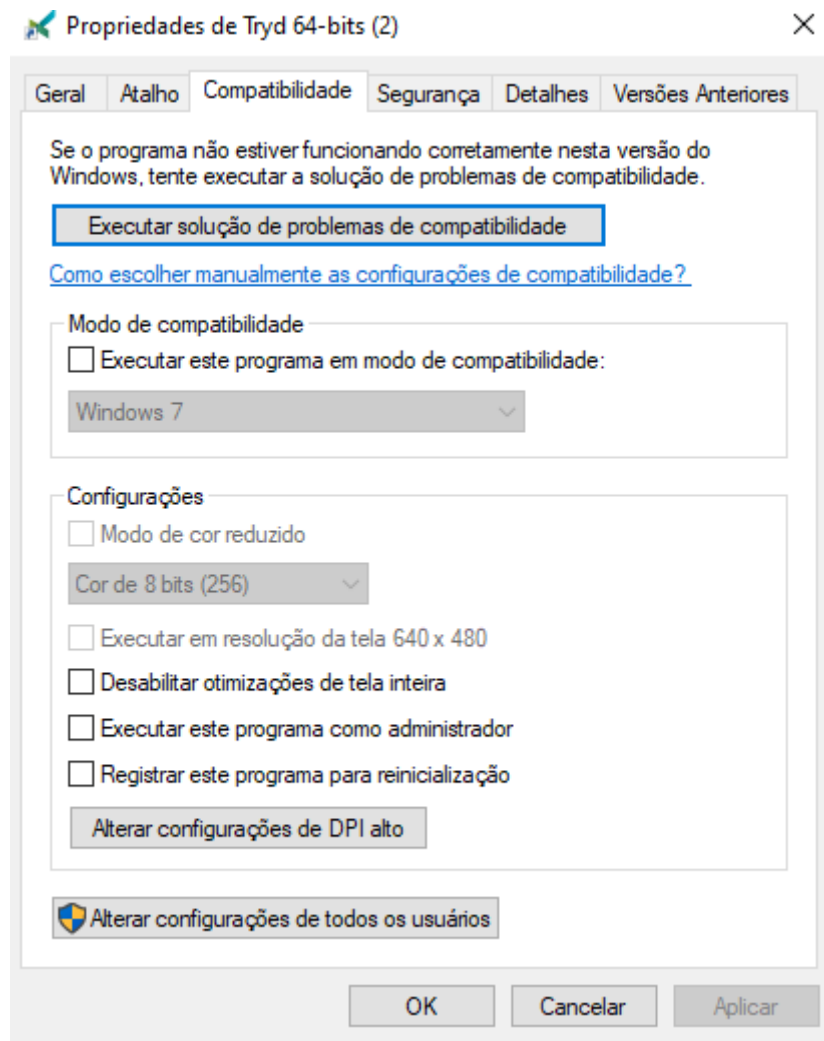 Propriedades de Tryd 64-bits (2)
Geral Atalho Compatibilidade Segurança Detalhes Versões Anteriores
Se o programa não estiver funcionando corretamente nesta versão do
Windows, tente executar a solução de problemas de compatibilidade.
Executar solução de problemas de compatibilidade
Como escolher manualmente as configurações de compatibilidade?
Modo de compatibilidade
Executar este programa em modo de compatibilidade:
Windows 7
Configurações
Modo de cor reduzido
Cor de 8 bits (256)
Executar em resolução da tela 640 x 480
Desabilitar otimizações de tela inteira
Executar este programa como administrador
Registrar este programa para reinicialização
Alterar configurações de DPI alto
Alterar configurações de todos os usuários
OK Cancelar Aplicar